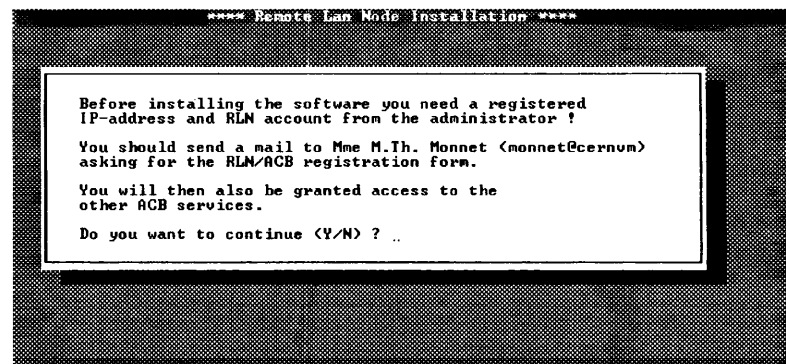 **** Remote Lan Node Installation ****
Before installing the software you need a registered
IP-address and RLN account from the administrator !
You should send a mail to Mme M.Th. Monnet (monnet@cernvm)
asking for the RLN/ACB registration form.
You will then also be granted access to the
other ACB services.
Do you want to continue (Y/N) ? ..